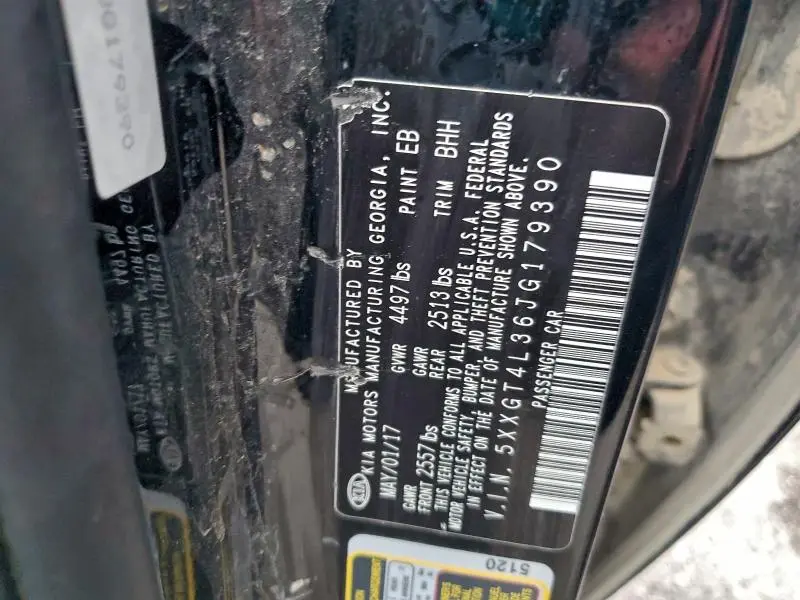 KIA
MANUFACTURED BY
KIA MOTORS MANUFACTURING GEORGIA, INC.
MAY/01/17 GVWR 4497 lbs PAINT EB
GAWR FRONT 2557 lbs GAWR REAR 2513 lbs TRIM BHH
THIS VEHICLE CONFORMS TO ALL APPLICABLE U.S.A. FEDERAL
MOTOR VEHICLE SAFETY, BUMPER, AND THEFT PREVENTION STANDARDS
IN EFFECT ON THE DATE OF MANUFACTURE SHOWN ABOVE.
V.I.N. 5XXGT4L36JG179390
PASSENGER CAR
5120